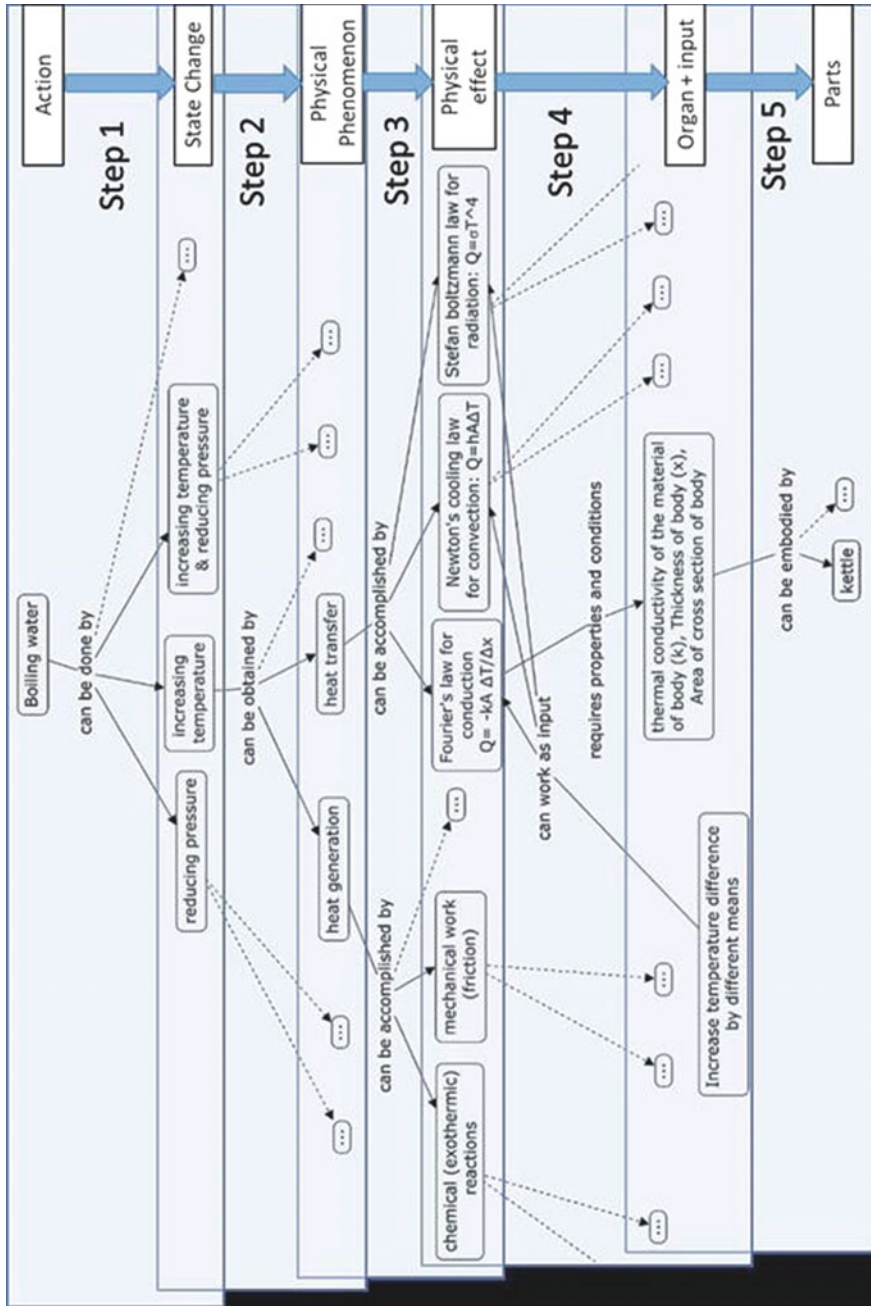 Boiling water
Action
can be done by
Step 1
reducing pressure
increasing
temperature
increasing temperature
& reducing pressure
...
State Change
can be obtained by
Step 2
...
...
heat generation
heat transfer
...
...
...
Physical
Phenomenon
can be accomplished by
can be accomplished by
Step 3
chemical (exothermic)
reactions
mechanical work
(friction)
...
Fourier's law for
conduction
Q= -kA ΔT/Δx
Newton's cooling law
for convection: Q=hAΔT
Stefan boltzmann law for
radiation: Q=σT^4
Physical
effect
can work as input
requires properties and conditions
Step 4
...
...
...
Increase temperature difference
by different means
thermal conductivity of the material
of body (k), Thickness of body (x),
Area of cross section of body
...
...
...
Organ + input
can be embodied by
Step 5
kettle
...
Parts